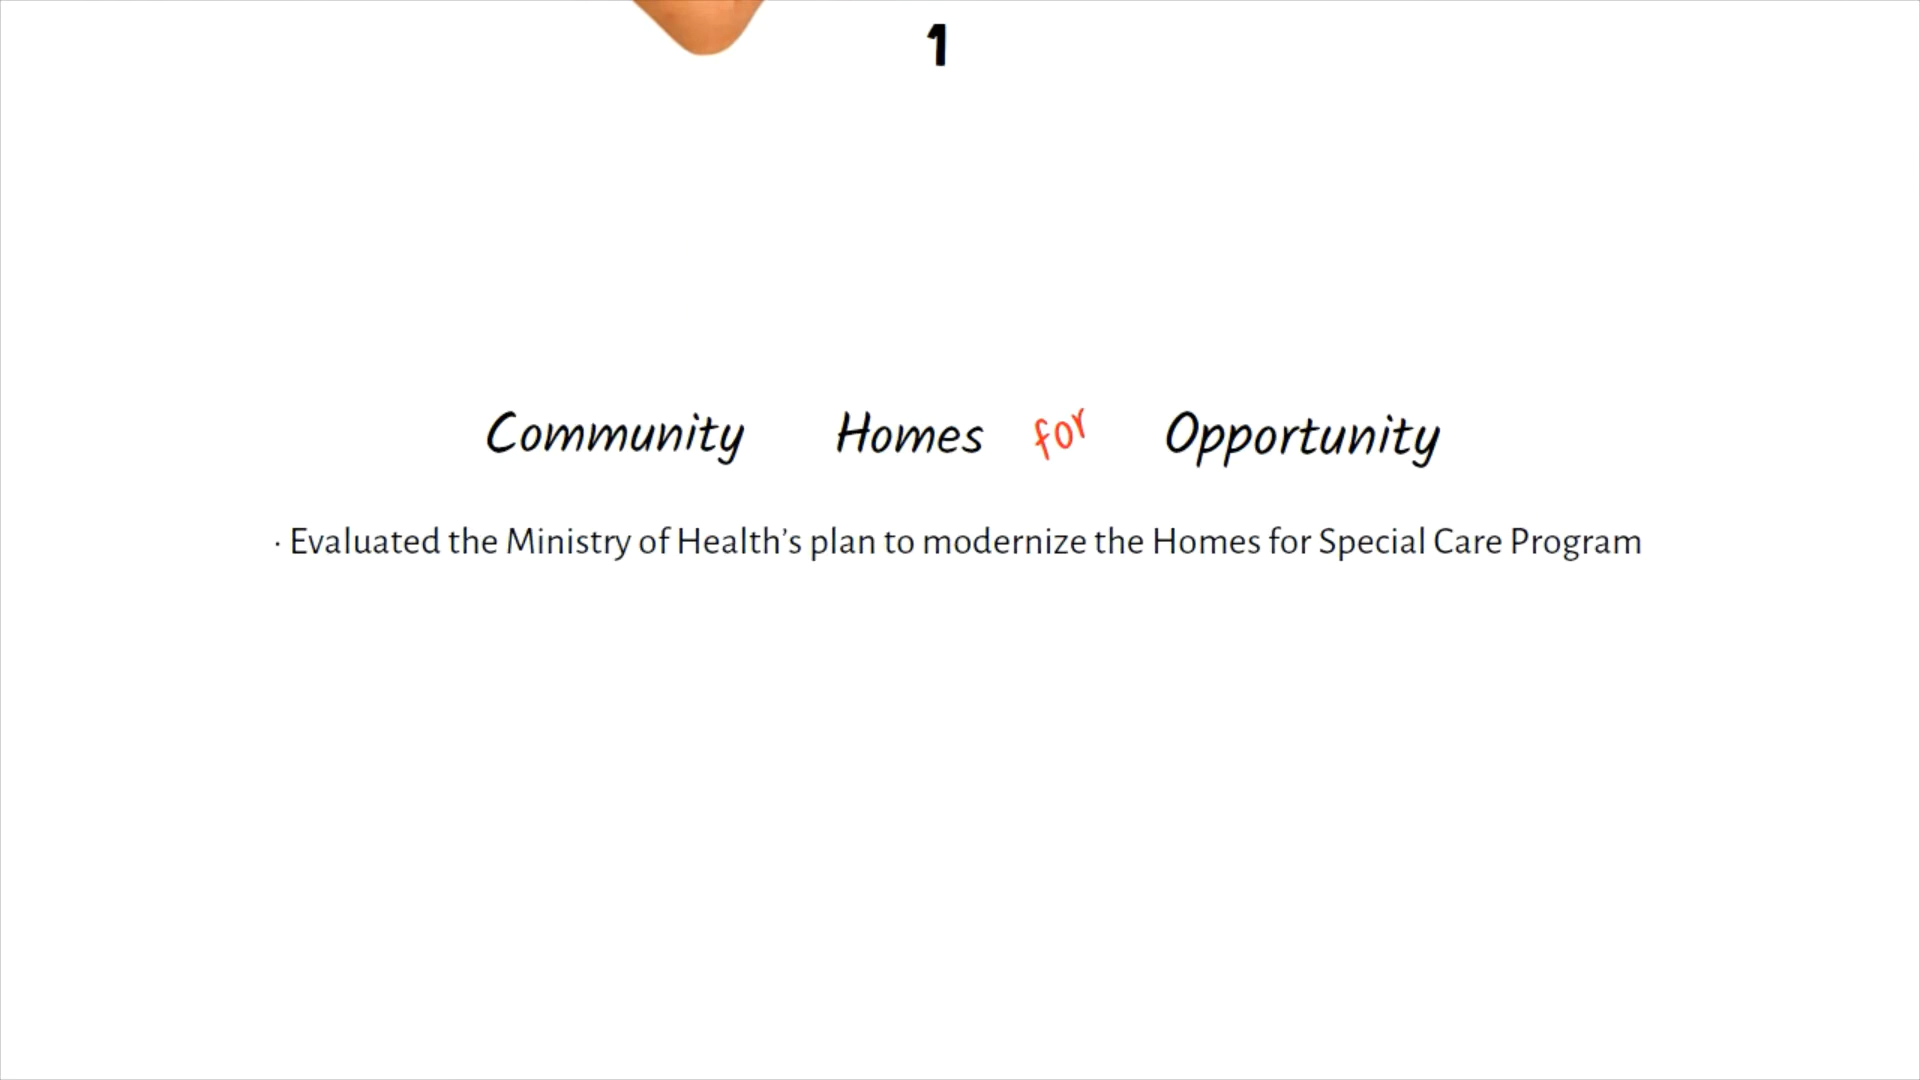 1
Community Homes for Opportunity
· Evaluated the Ministry of Health’s plan to modernize the Homes for Special Care Program